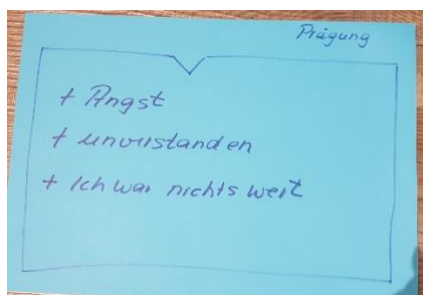 Prägung
+ Angst
+ unverstanden
+ Ich war nichts wert